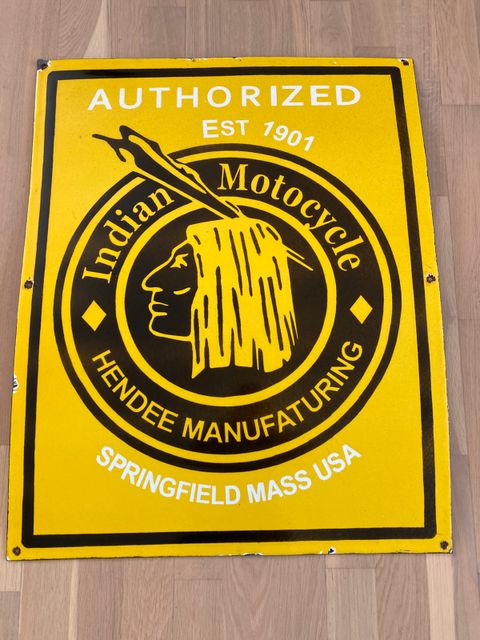 AUTHORIZED
EST 1901
Indian Motocycle
HENDEE MANUFATURING
SPRINGFIELD MASS USA